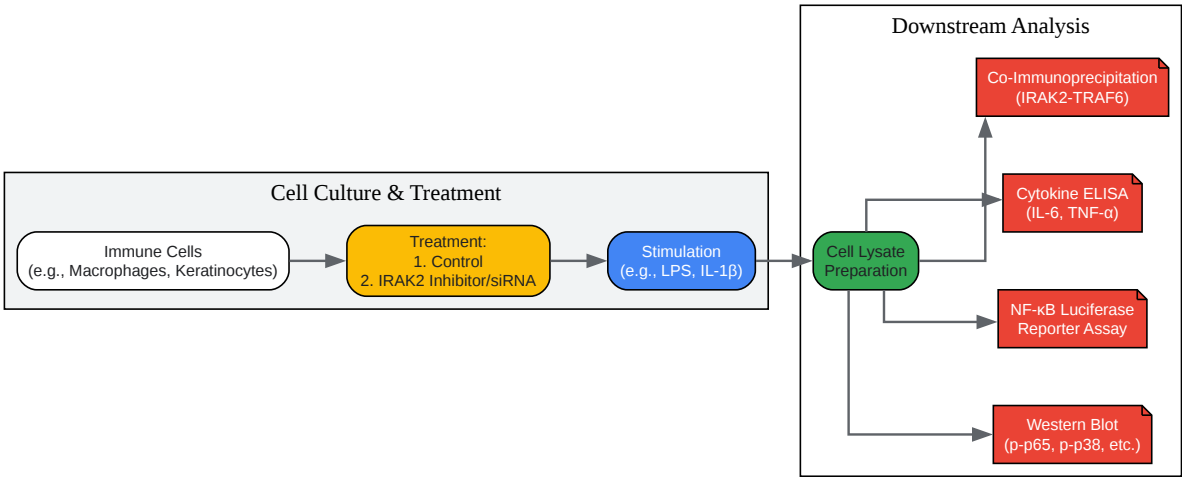 Cell Culture & Treatment
Immune Cells
(e.g., Macrophages, Keratinocytes)
Treatment:
1. Control
2. IRAK2 Inhibitor/siRNA
Stimulation
(e.g., LPS, IL-1β)
Downstream Analysis
Cell Lysate
Preparation
Co-Immunoprecipitation
(IRAK2-TRAF6)
Cytokine ELISA
(IL-6, TNF-α)
NF-κB Luciferase
Reporter Assay
Western Blot
(p-p65, p-p38, etc.)